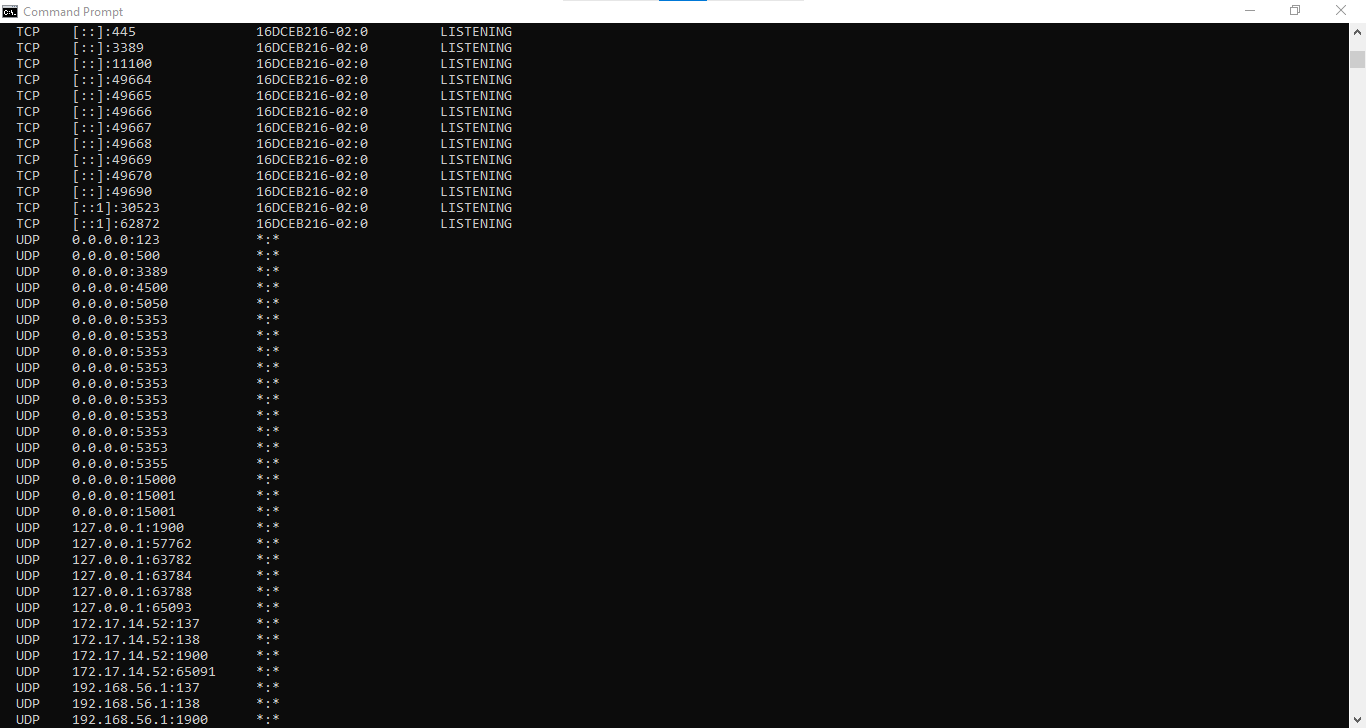 Command Prompt
TCP [::]:445 16DCEB216-02:0 LISTENING
TCP [::]:3389 16DCEB216-02:0 LISTENING
TCP [::]:11100 16DCEB216-02:0 LISTENING
TCP [::]:49664 16DCEB216-02:0 LISTENING
TCP [::]:49665 16DCEB216-02:0 LISTENING
TCP [::]:49666 16DCEB216-02:0 LISTENING
TCP [::]:49667 16DCEB216-02:0 LISTENING
TCP [::]:49668 16DCEB216-02:0 LISTENING
TCP [::]:49669 16DCEB216-02:0 LISTENING
TCP [::]:49670 16DCEB216-02:0 LISTENING
TCP [::]:49690 16DCEB216-02:0 LISTENING
TCP [::1]:30523 16DCEB216-02:0 LISTENING
TCP [::1]:62872 16DCEB216-02:0 LISTENING
UDP 0.0.0.0:123 *:*
UDP 0.0.0.0:500 *:*
UDP 0.0.0.0:3389 *:*
UDP 0.0.0.0:4500 *:*
UDP 0.0.0.0:5050 *:*
UDP 0.0.0.0:5353 *:*
UDP 0.0.0.0:5353 *:*
UDP 0.0.0.0:5353 *:*
UDP 0.0.0.0:5353 *:*
UDP 0.0.0.0:5353 *:*
UDP 0.0.0.0:5353 *:*
UDP 0.0.0.0:5353 *:*
UDP 0.0.0.0:5353 *:*
UDP 0.0.0.0:5353 *:*
UDP 0.0.0.0:5355 *:*
UDP 0.0.0.0:15000 *:*
UDP 0.0.0.0:15001 *:*
UDP 0.0.0.0:15001 *:*
UDP 127.0.0.1:1900 *:*
UDP 127.0.0.1:57762 *:*
UDP 127.0.0.1:63782 *:*
UDP 127.0.0.1:63784 *:*
UDP 127.0.0.1:63788 *:*
UDP 127.0.0.1:65093 *:*
UDP 172.17.14.52:137 *:*
UDP 172.17.14.52:138 *:*
UDP 172.17.14.52:1900 *:*
UDP 172.17.14.52:65091 *:*
UDP 192.168.56.1:137 *:*
UDP 192.168.56.1:138 *:*
UDP 192.168.56.1:1900 *:*